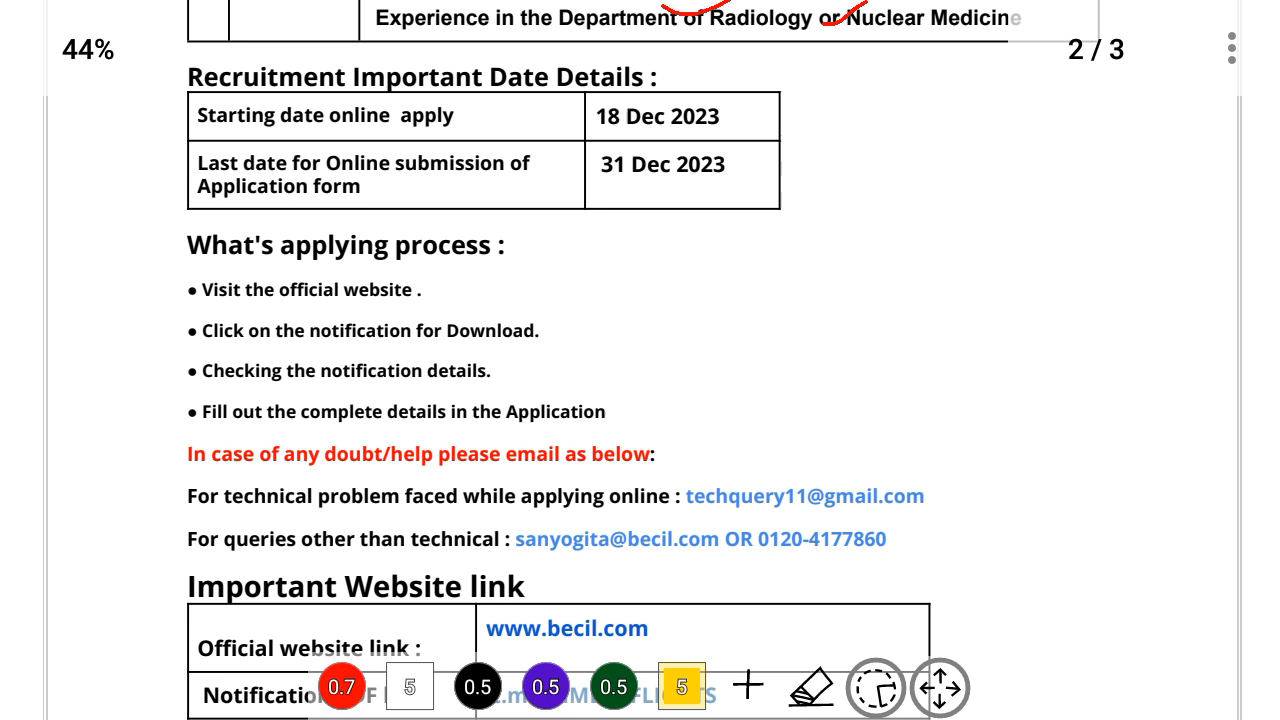 Experience in the Department of Radiology or Nuclear Medicine
44%
2 / 3
Recruitment Important Date Details :
Starting date online apply
18 Dec 2023
Last date for Online submission of
Application form
31 Dec 2023
What's applying process :
● Visit the official website .
● Click on the notification for Download.
● Checking the notification details.
● Fill out the complete details in the Application
In case of any doubt/help please email as below:
For technical problem faced while applying online : techquery11@gmail.com
For queries other than technical : sanyogita@becil.com OR 0120-4177860
Important Website link
www.becil.com
Official website link :
0.7
5
0.5
0.5
0.5
5